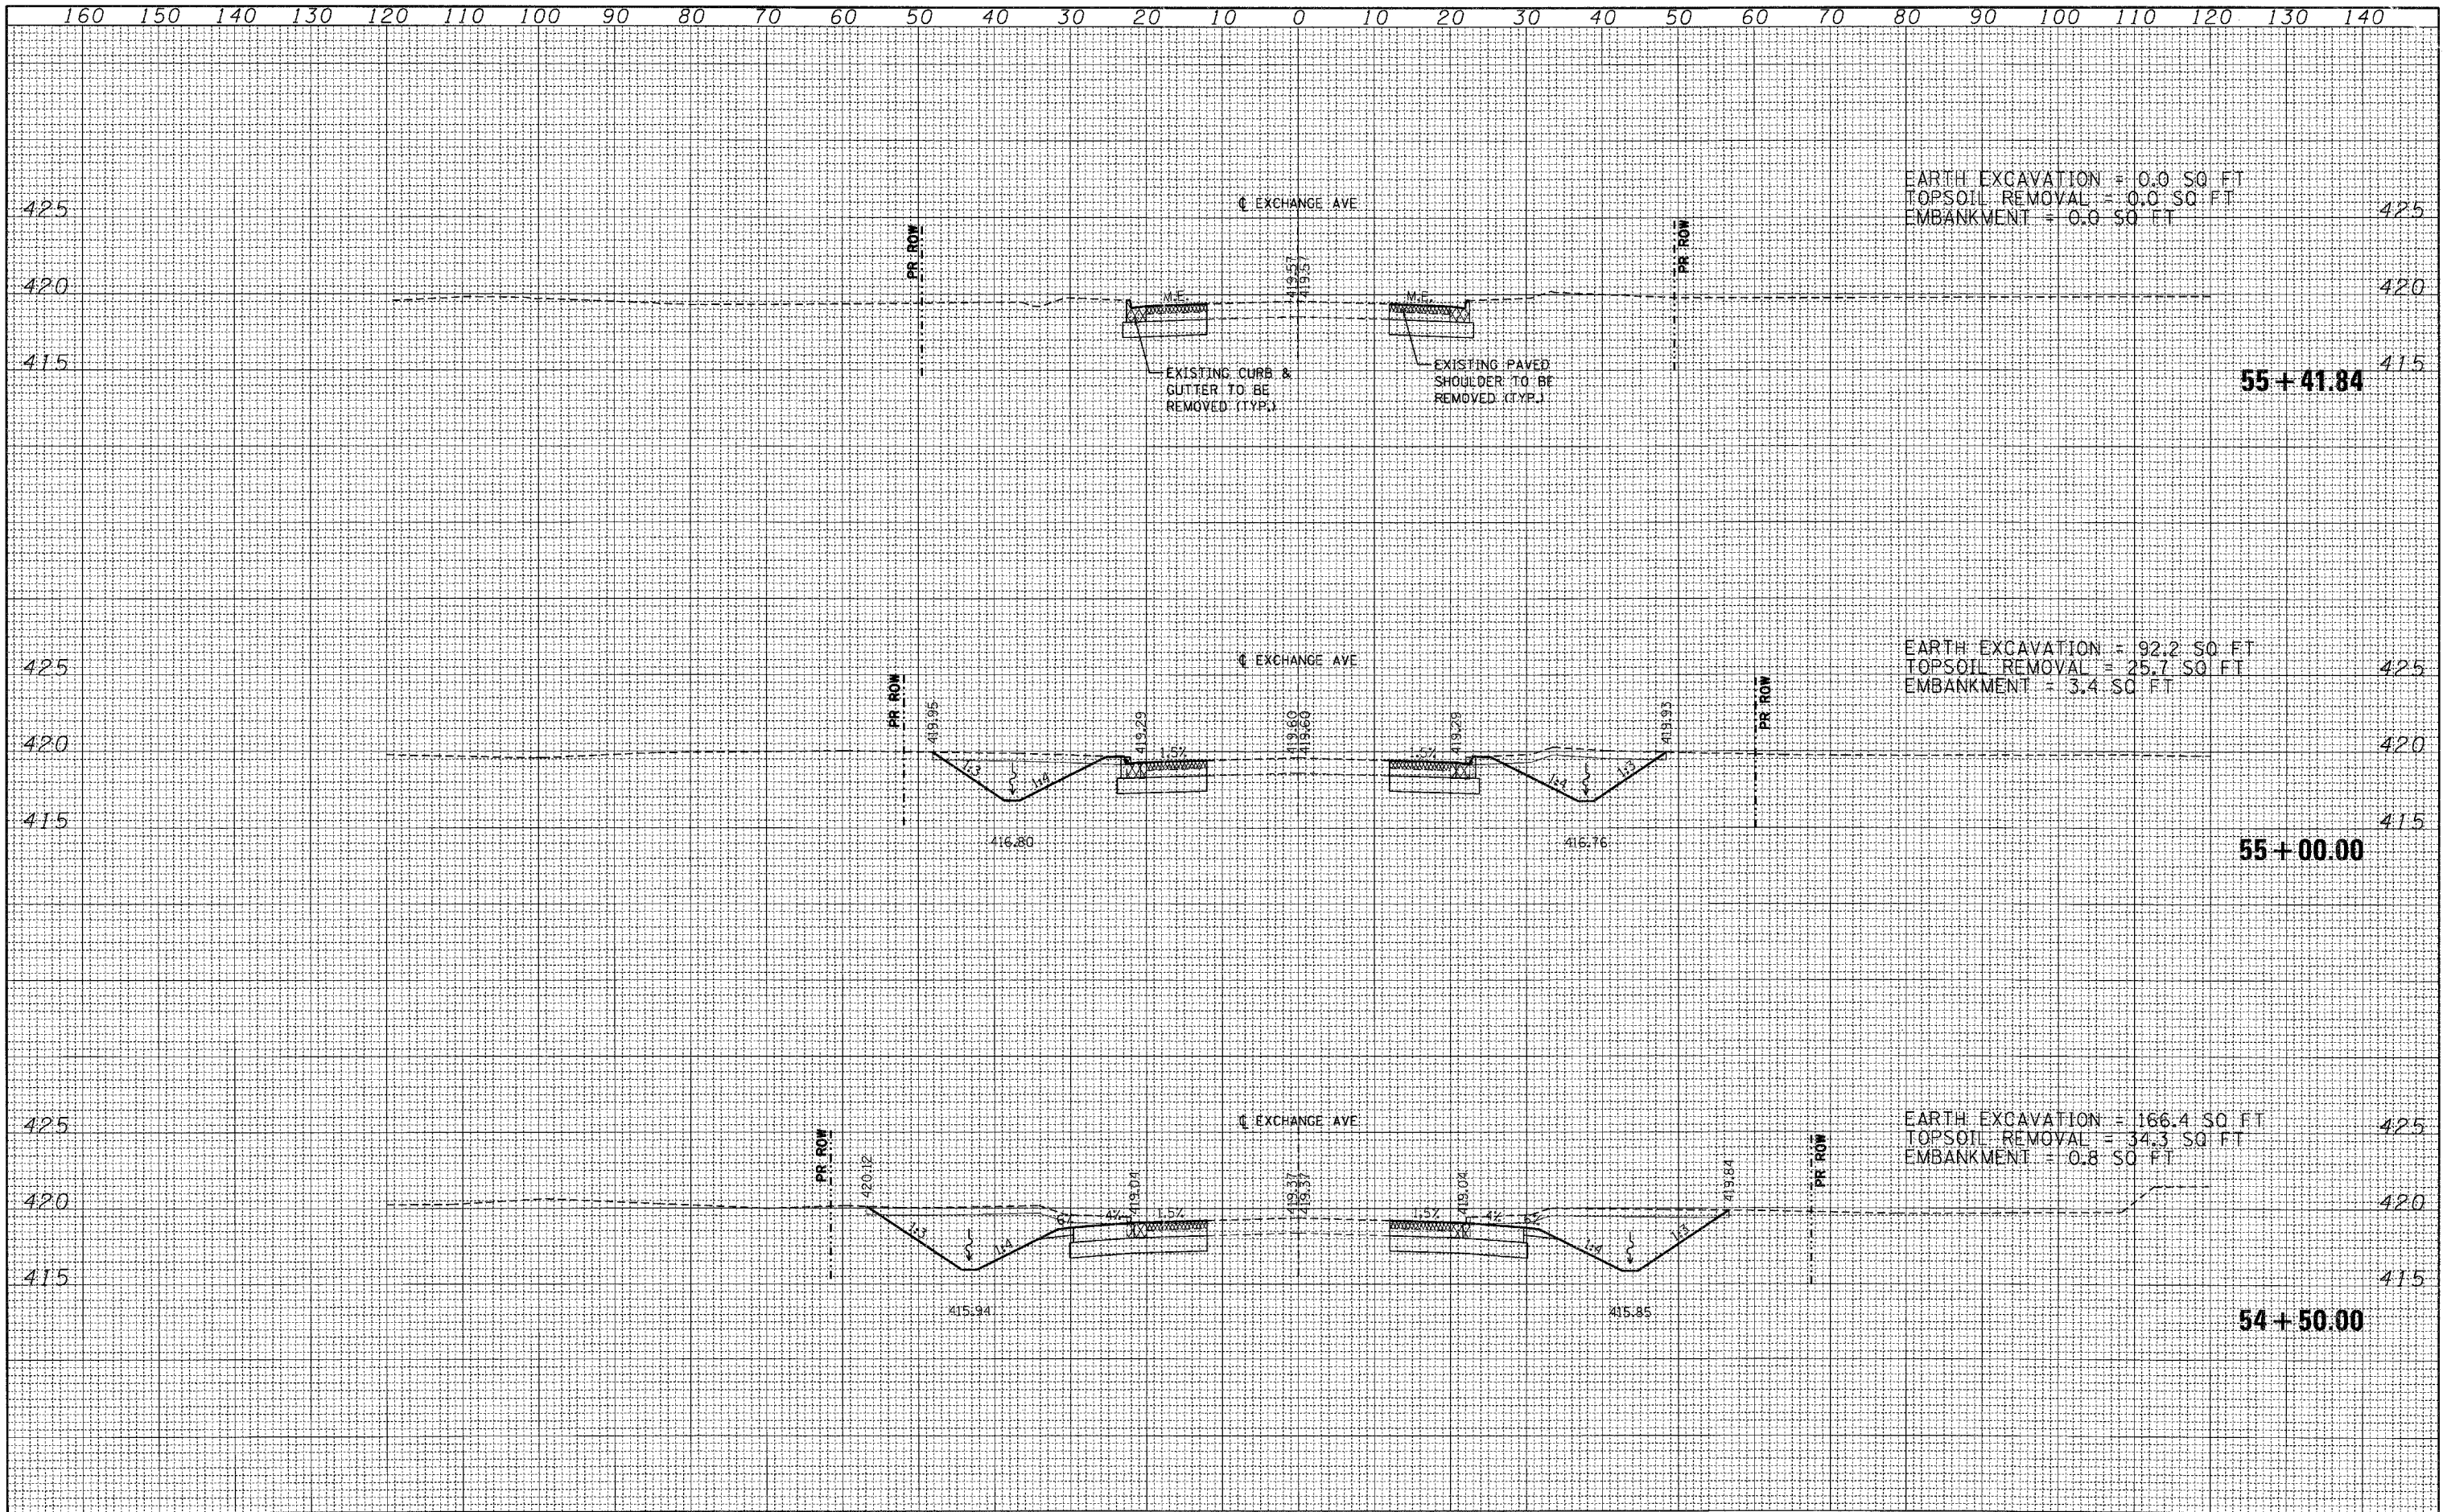 160 150 140 130 120 110 100 90 80 70 60 50 40 30 20 10 0 10 20 30 40 50 60 70 80 90 100 110 120 130 140
EARTH EXCAVATION = 0.0 SQ FT
TOPSOIL REMOVAL = 0.0 SQ FT
EMBANKMENT = 0.0 SQ FT
425
℄ EXCHANGE AVE
425
PR ROW
PR ROW
419.57
419.57
420
M.E.
M.E.
420
415
EXISTING CURB &
GUTTER TO BE
REMOVED (TYP.)
EXISTING PAVED
SHOULDER TO BE
REMOVED (TYP.)
415
55+41.84
EARTH EXCAVATION = 92.2 SQ FT
TOPSOIL REMOVAL = 25.7 SQ FT
EMBANKMENT = 3.4 SQ FT
425
℄ EXCHANGE AVE
425
PR ROW
PR ROW
419.95
419.29
419.60
419.60
419.29
419.93
420
1.5%
1.5%
420
1:3
1:4
1:4
1:3
415
416.80
416.76
415
55+00.00
EARTH EXCAVATION = 166.4 SQ FT
TOPSOIL REMOVAL = 34.3 SQ FT
EMBANKMENT = 0.8 SQ FT
425
℄ EXCHANGE AVE
425
PR ROW
PR ROW
420.12
419.04
419.37
419.37
419.04
419.84
420
6%
4%
1.5%
1.5%
4%
6%
420
1:3
1:4
1:4
1:3
415
415.94
415.85
415
54+50.00